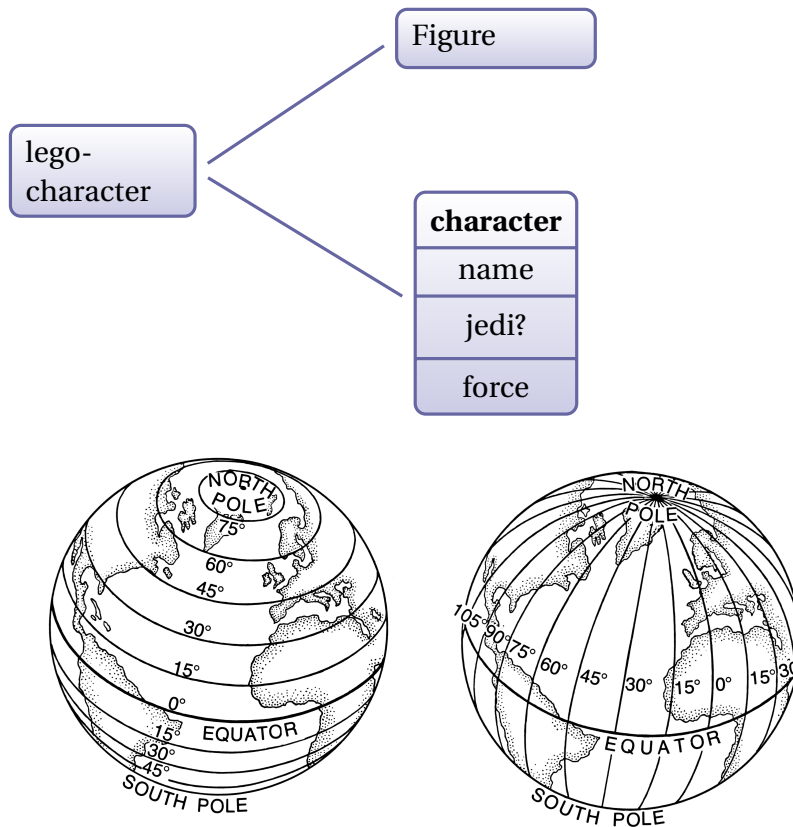 Figure
lego-
character
character
name
jedi?
force
NORTH
POLE
75°
60°
45°
30°
15°
0°
EQUATOR
15°
30°
45°
SOUTH POLE
NORTH
POLE
105° 90° 75° 60° 45° 30° 15° 0° 15° 30
EQUATOR
SOUTH POLE